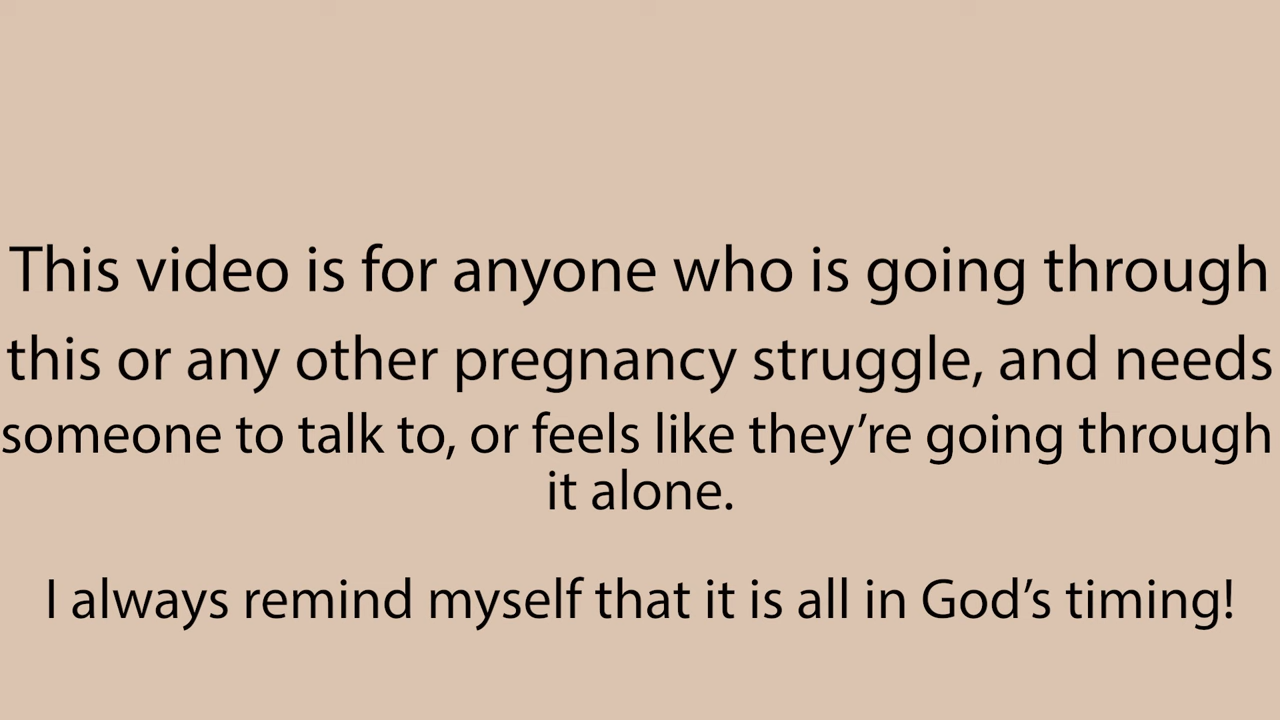 This video is for anyone who is going through
this or any other pregnancy struggle, and needs
someone to talk to, or feels like they’re going through
it alone.
I always remind myself that it is all in God’s timing!